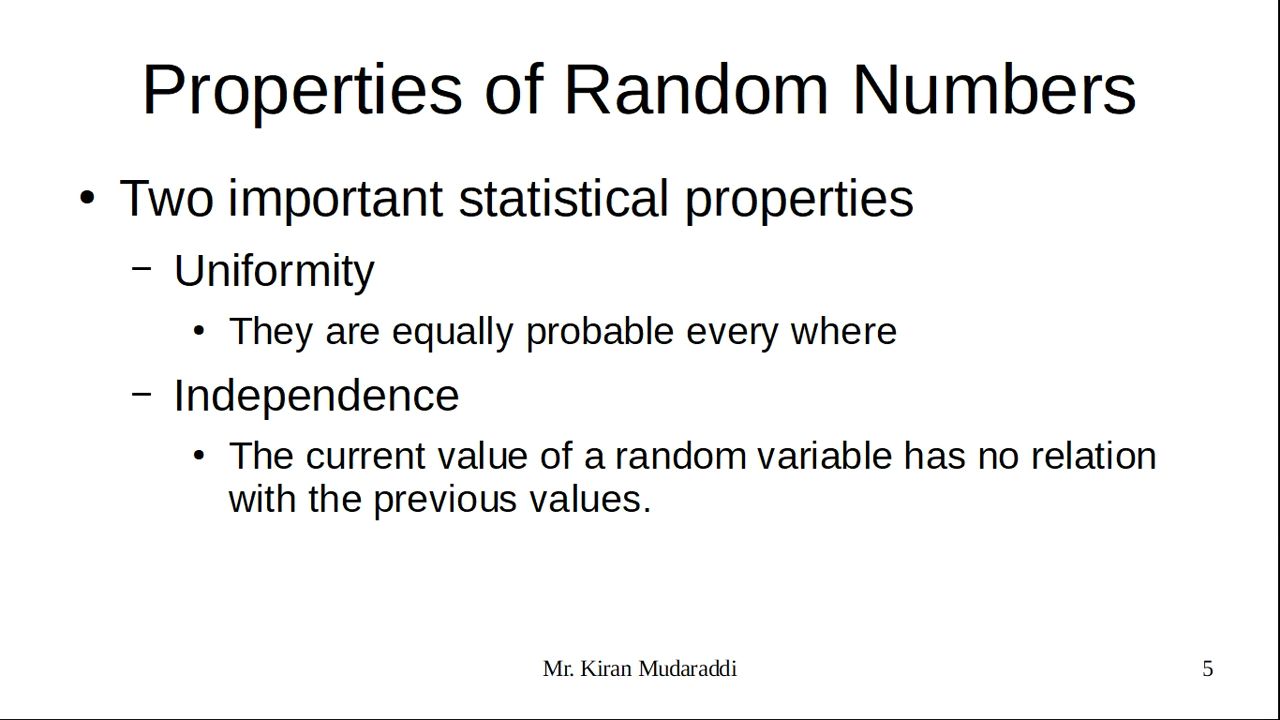 Properties of Random Numbers
• Two important statistical properties
– Uniformity
• They are equally probable every where
– Independence
• The current value of a random variable has no relation
with the previous values.
Mr. Kiran Mudaraddi
5